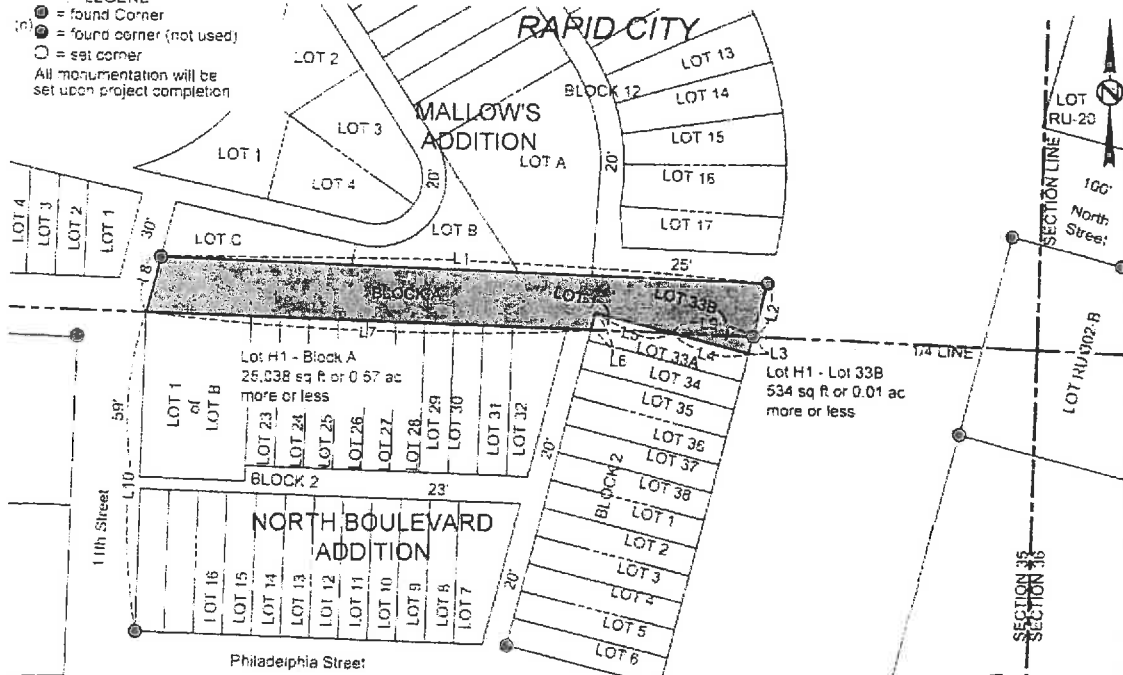 LEGEND
= found Corner
(n)
= found corner (not used)
= set corner
All monumentation will be
set upon project completion
RAPID CITY
MALLOW'S
ADDITION
LOT 2
LOT 3
LOT 1
LOT 4
LOT A
LOT B
LOT C
20'
20'
BLOCK 12
LOT 13
LOT 14
LOT 15
LOT 16
LOT 17
LOT
RU-20
N
SECTION LINE
100'
North
Street
LOT 4
LOT 3
LOT 2
LOT 1
30'
L8
L1
25'
BLOCK
LOT
LOT 33B
L2
L7
L5
L6
L4
L3
LOT 33A
1/4 LINE
LOT RU302-B
Lot H1 - Block A
25,038 sq ft or 0.57 ac
more or less
Lot H1 - Lot 33B
534 sq ft or 0.01 ac
more or less
LOT 1
of
LOT B
59'
LOT 23
LOT 24
LOT 25
LOT 26
LOT 27
LOT 28
LOT 29
LOT 30
LOT 31
LOT 32
LOT 34
LOT 35
LOT 36
LOT 37
LOT 38
LOT 1
LOT 2
LOT 3
LOT 4
LOT 5
LOT 6
20'
BLOCK 2
20'
BLOCK 2
23'
L10
11th Street
NORTH BOULEVARD
ADDITION
LOT 16
LOT 15
LOT 14
LOT 13
LOT 12
LOT 11
LOT 10
LOT 9
LOT 8
LOT 7
SECTION 35
SECTION 36
Philadelphia Street